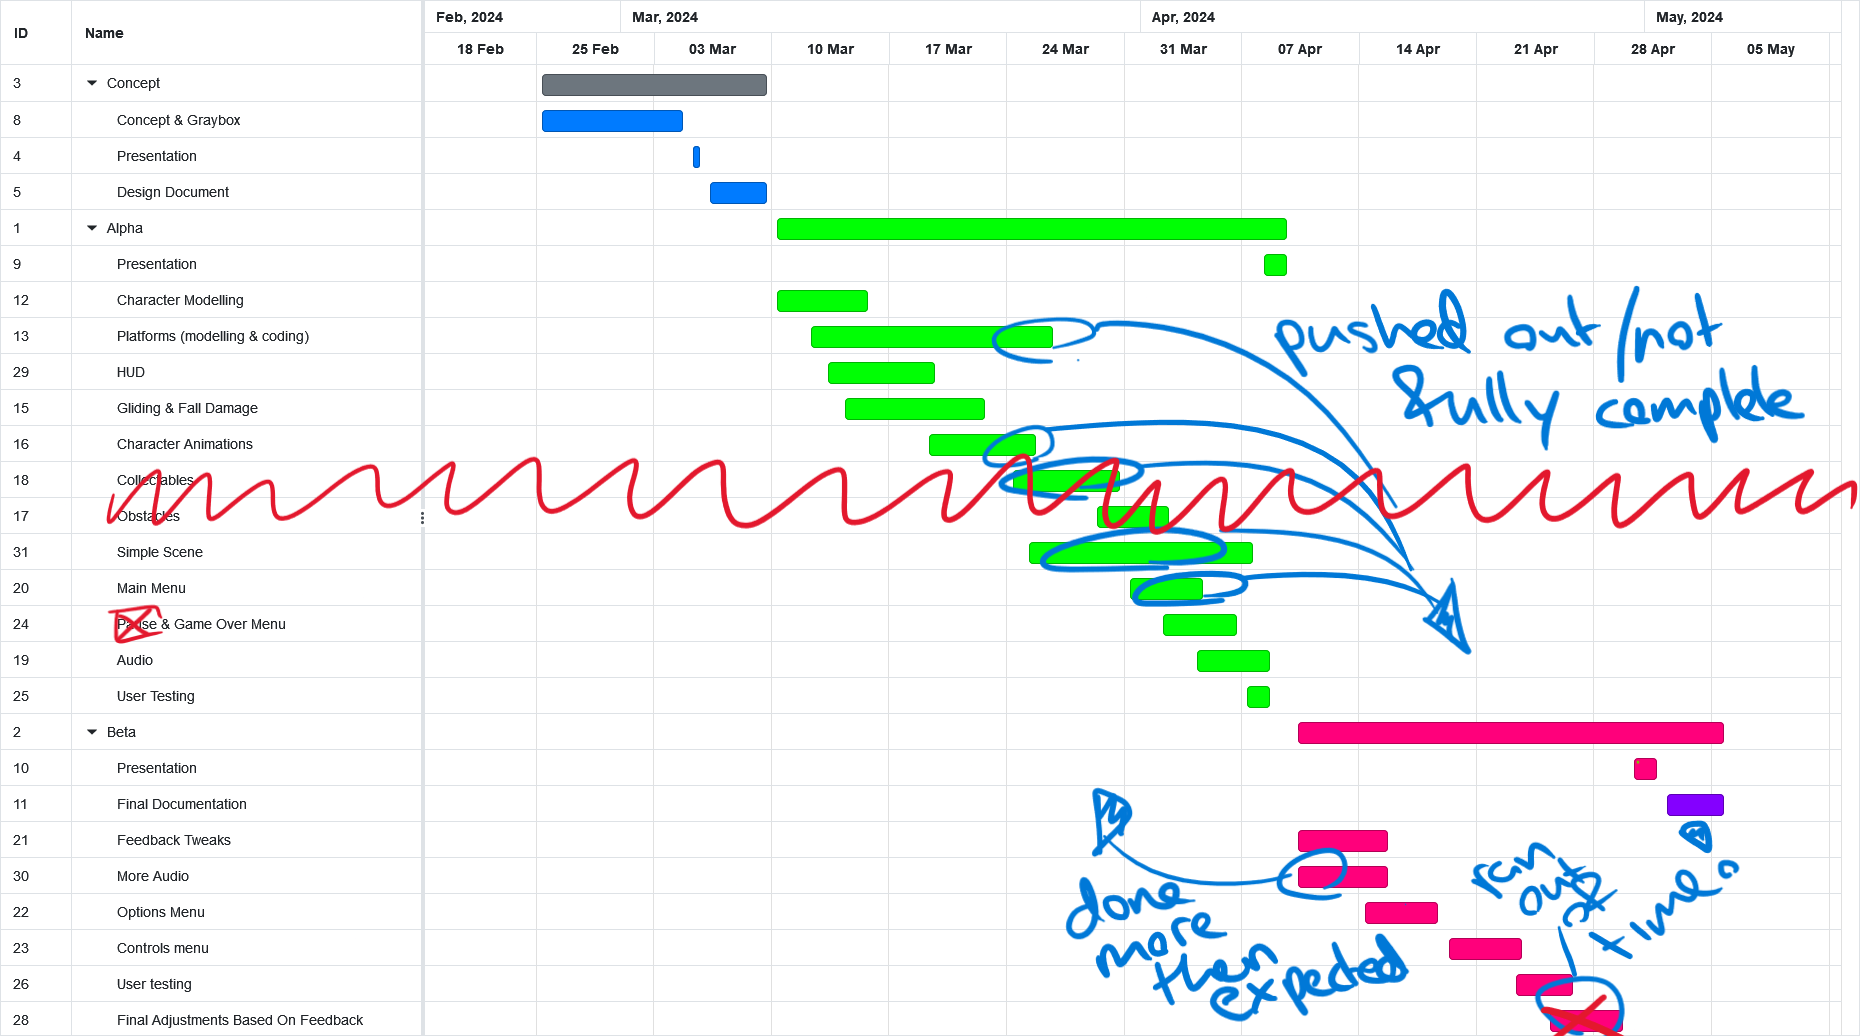 Feb, 2024 Mar, 2024 Apr, 2024 May, 2024
ID Name 18 Feb 25 Feb 03 Mar 10 Mar 17 Mar 24 Mar 31 Mar 07 Apr 14 Apr 21 Apr 28 Apr 05 May
3 Concept
8 Concept & Graybox
4 Presentation
5 Design Document
1 Alpha
9 Presentation
12 Character Modelling
13 Platforms (modelling & coding)
pushed out/not
29 HUD
15 Gliding & Fall Damage
fully complete
16 Character Animations
18 Collectables
17 Obstacles
31 Simple Scene
20 Main Menu
24 Pause & Game Over Menu
19 Audio
25 User Testing
2 Beta
10 Presentation
11 Final Documentation
21 Feedback Tweaks
30 More Audio
22 Options Menu
23 Controls menu
26 User testing
28 Final Adjustments Based On Feedback
done
more
then
expected
ran
out
of
time